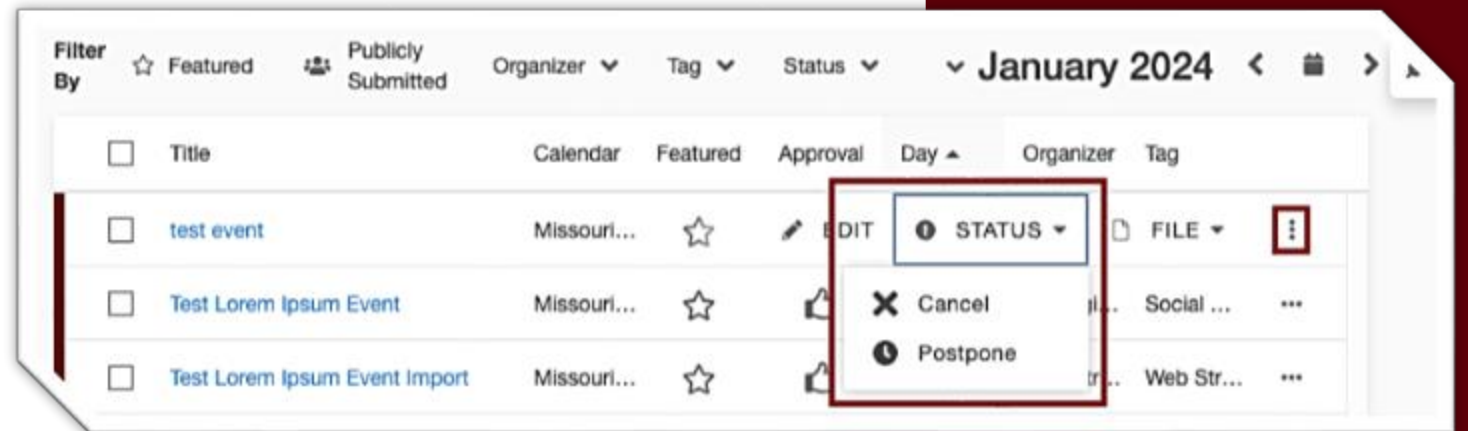 Filter By Featured Publicly Submitted Organizer Tag Status January 2024
Title Calendar Featured Approval Day Organizer Tag
test event Missouri... EDIT STATUS FILE
Test Lorem Ipsum Event Missouri... Cancel Social ...
Postpone
Test Lorem Ipsum Event Import Missouri... Web Str...